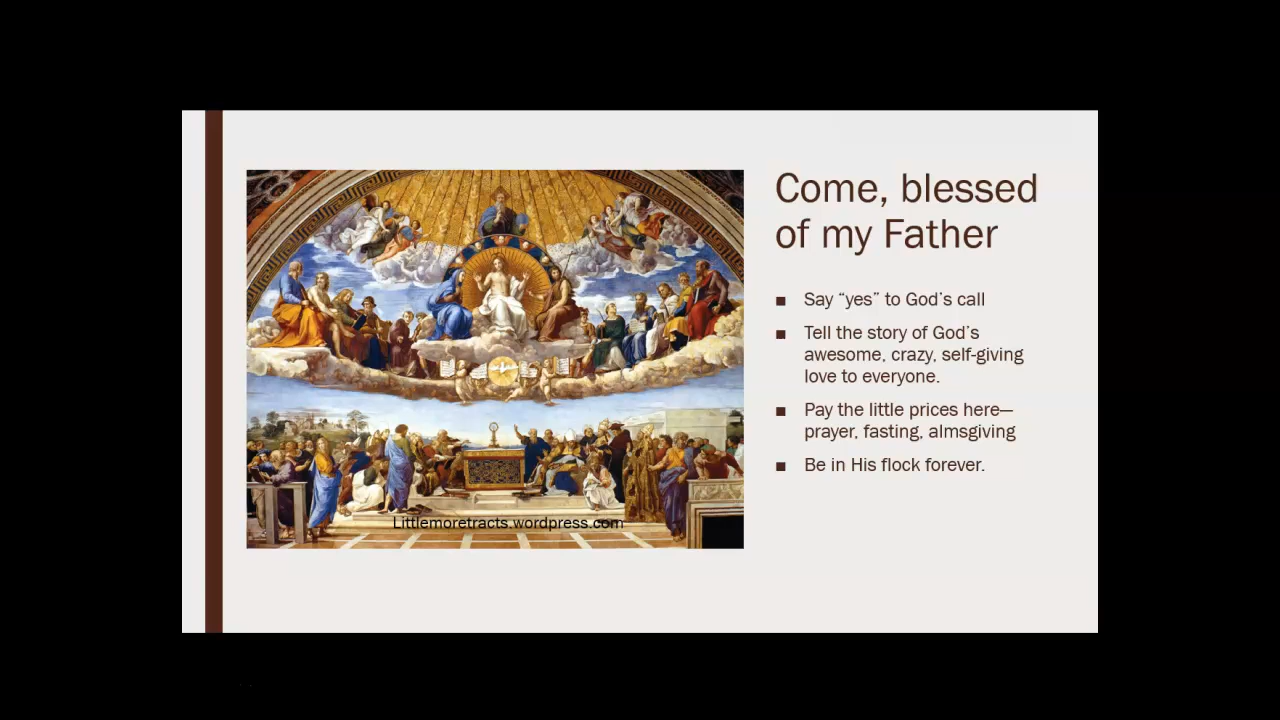 Come, blessed
of my Father
■ Say “yes” to God’s call
■ Tell the story of God’s
awesome, crazy, self-giving
love to everyone.
■ Pay the little prices here—
prayer, fasting, almsgiving
■ Be in His flock forever.
Littlemoretracts.wordpress.com